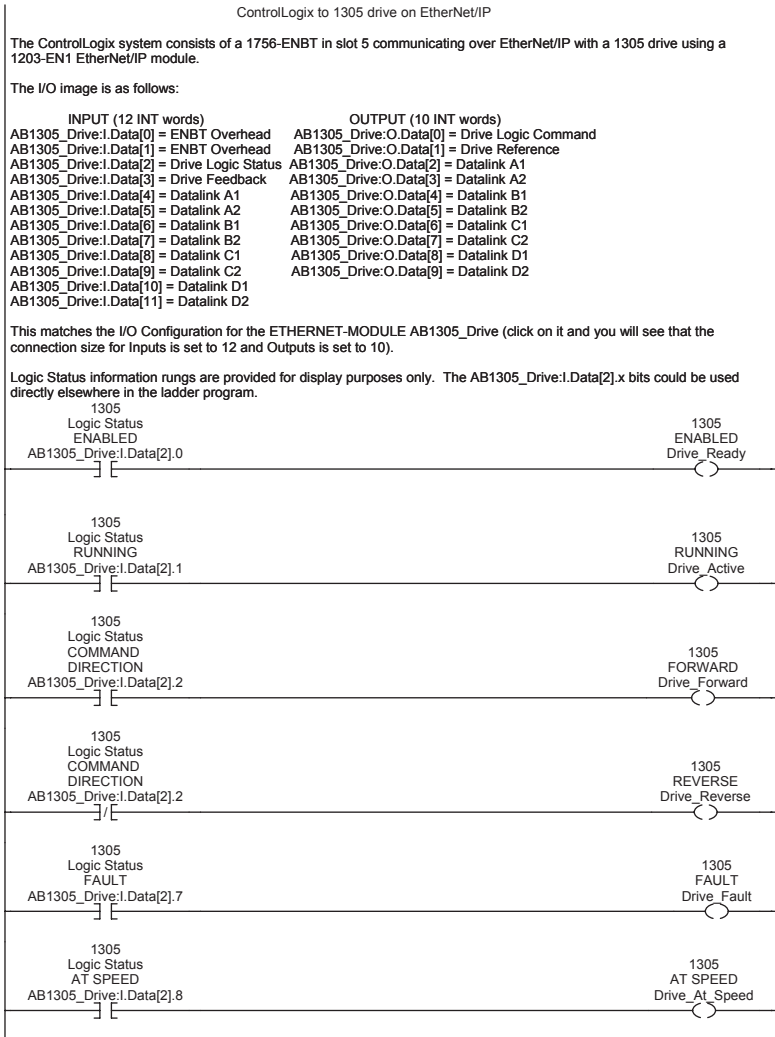 ControlLogix to 1305 drive on EtherNet/IP
The ControlLogix system consists of a 1756-ENBT in slot 5 communicating over EtherNet/IP with a 1305 drive using a
1203-EN1 EtherNet/IP module.
The I/O image is as follows:
INPUT (12 INT words) OUTPUT (10 INT words)
AB1305_Drive:I.Data[0] = ENBT Overhead AB1305_Drive:O.Data[0] = Drive Logic Command
AB1305_Drive:I.Data[1] = ENBT Overhead AB1305_Drive:O.Data[1] = Drive Reference
AB1305_Drive:I.Data[2] = Drive Logic Status AB1305_Drive:O.Data[2] = Datalink A1
AB1305_Drive:I.Data[3] = Drive Feedback AB1305_Drive:O.Data[3] = Datalink A2
AB1305_Drive:I.Data[4] = Datalink A1 AB1305_Drive:O.Data[4] = Datalink B1
AB1305_Drive:I.Data[5] = Datalink A2 AB1305_Drive:O.Data[5] = Datalink B2
AB1305_Drive:I.Data[6] = Datalink B1 AB1305_Drive:O.Data[6] = Datalink C1
AB1305_Drive:I.Data[7] = Datalink B2 AB1305_Drive:O.Data[7] = Datalink C2
AB1305_Drive:I.Data[8] = Datalink C1 AB1305_Drive:O.Data[8] = Datalink D1
AB1305_Drive:I.Data[9] = Datalink C2 AB1305_Drive:O.Data[9] = Datalink D2
AB1305_Drive:I.Data[10] = Datalink D1
AB1305_Drive:I.Data[11] = Datalink D2
This matches the I/O Configuration for the ETHERNET-MODULE AB1305_Drive (click on it and you will see that the
connection size for Inputs is set to 12 and Outputs is set to 10).
Logic Status information rungs are provided for display purposes only. The AB1305_Drive:I.Data[2].x bits could be used
directly elsewhere in the ladder program.
1305
Logic Status
ENABLED
AB1305_Drive:I.Data[2].0
1305
ENABLED
Drive_Ready
1305
Logic Status
RUNNING
AB1305_Drive:I.Data[2].1
1305
RUNNING
Drive_Active
1305
Logic Status
COMMAND
DIRECTION
AB1305_Drive:I.Data[2].2
1305
FORWARD
Drive_Forward
1305
Logic Status
COMMAND
DIRECTION
AB1305_Drive:I.Data[2].2
1305
REVERSE
Drive_Reverse
1305
Logic Status
FAULT
AB1305_Drive:I.Data[2].7
1305
FAULT
Drive_Fault
1305
Logic Status
AT SPEED
AB1305_Drive:I.Data[2].8
1305
AT SPEED
Drive_At_Speed